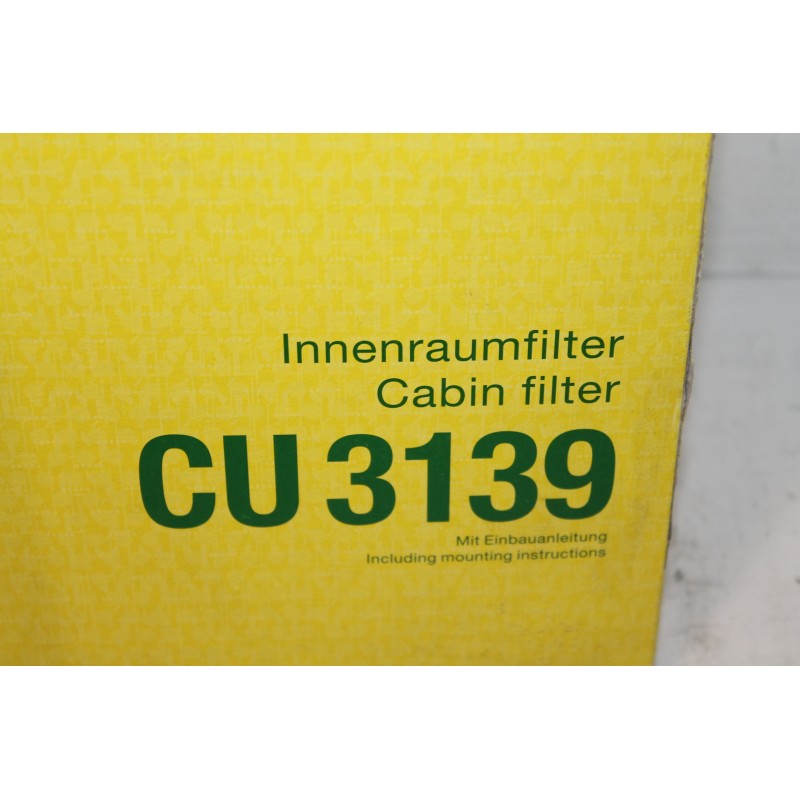 Innenraumfilter
Cabin filter
CU 3139
Mit Einbauanleitung
Including mounting instructions